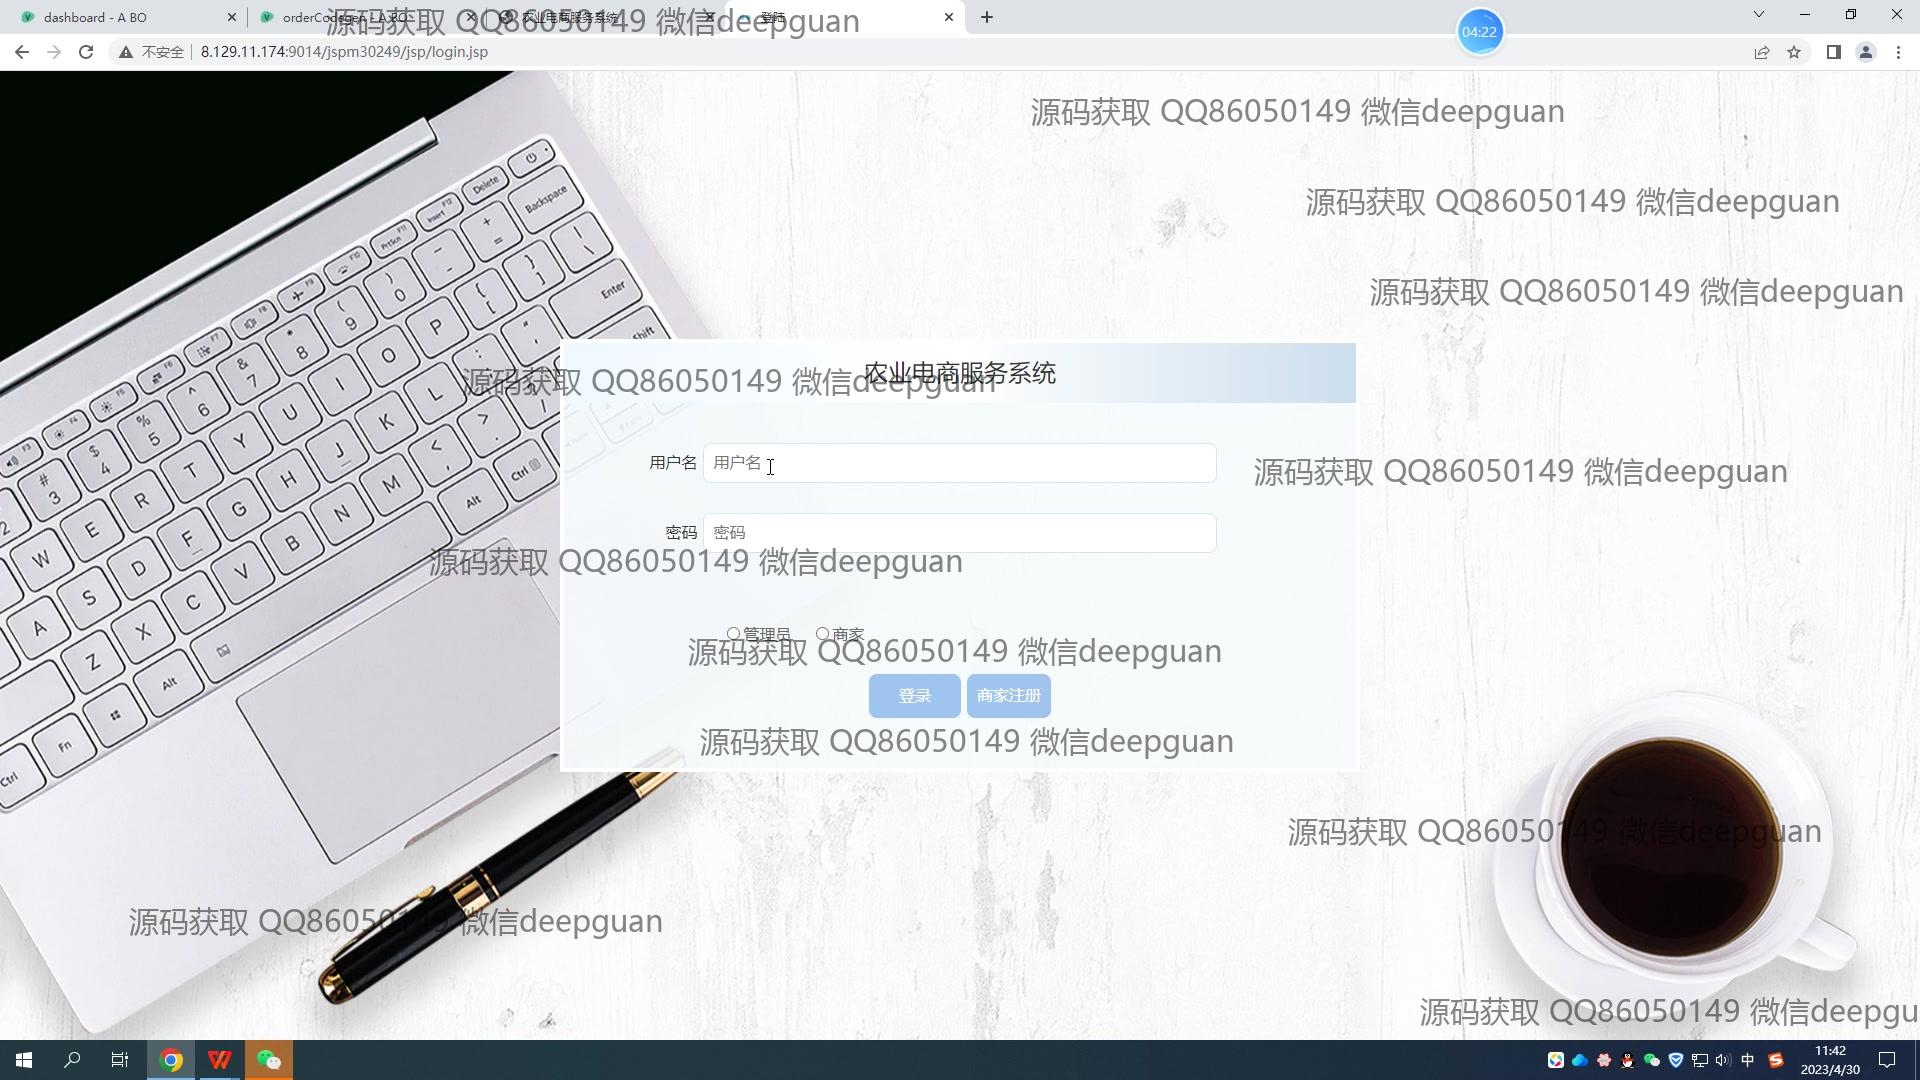 dashboard - A BO
orderCodegen - A BO
农业电商服务系统
登陆
04:22
不安全
8.129.11.174:9014/jspm30249/jsp/login.jsp
源码获取 QQ86050149 微信deepguan
源码获取 QQ86050149 微信deepguan
源码获取 QQ86050149 微信deepguan
源码获取 QQ86050149 微信deepguan
农业电商服务系统
源码获取 QQ86050149 微信deepguan
用户名
用户名
源码获取 QQ86050149 微信deepguan
密码
密码
源码获取 QQ86050149 微信deepguan
管理员
商家
源码获取 QQ86050149 微信deepguan
登录
商家注册
源码获取 QQ86050149 微信deepguan
源码获取 QQ86050149 微信deepguan
源码获取 QQ86050149 微信deepguan
源码获取 QQ86050149 微信deepgu
Delete
Backspace
Enter
Shift
Ctrl
Alt
Alt
Fn
Ctrl
中
11:42
2023/4/30